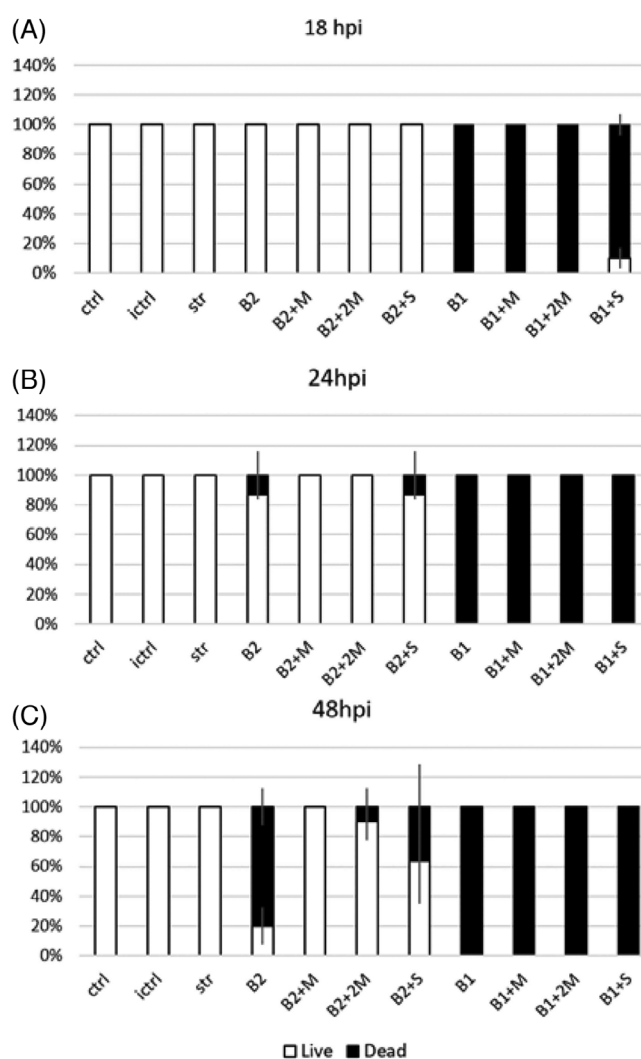 (A)
18 hpi
140%
120%
100%
80%
60%
40%
20%
0%
ctrl
ictrl
str
B2
B2+M
B2+2M
B2+S
B1
B1+M
B1+2M
B1+S
(B)
24hpi
140%
120%
100%
80%
60%
40%
20%
0%
ctrl
ictrl
str
B2
B2+M
B2+2M
B2+S
B1
B1+M
B1+2M
B1+S
(C)
48hpi
140%
120%
100%
80%
60%
40%
20%
0%
ctrl
ictrl
str
B2
B2+M
B2+2M
B2+S
B1
B1+M
B1+2M
B1+S
Live Dead